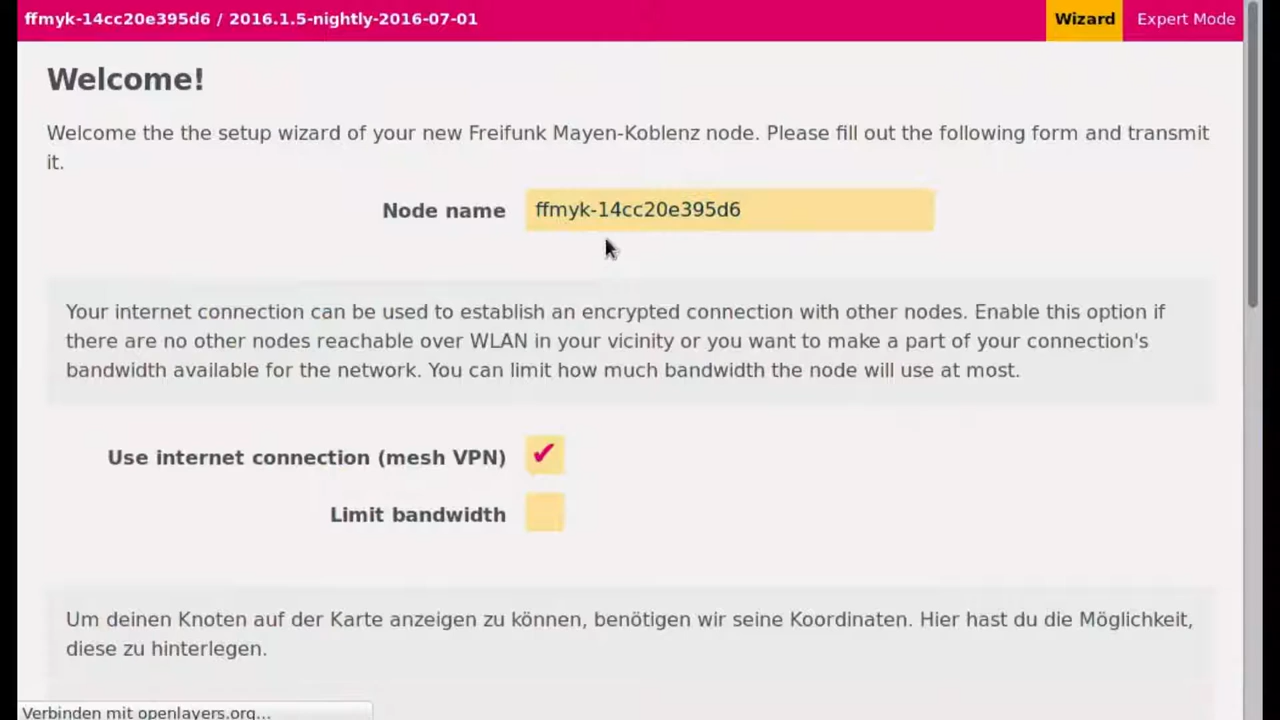 ffmyk-14cc20e395d6 / 2016.1.5-nightly-2016-07-01 Wizard Expert Mode
Welcome!
Welcome the the setup wizard of your new Freifunk Mayen-Koblenz node. Please fill out the following form and transmit
it.
Node name ffmyk-14cc20e395d6
Your internet connection can be used to establish an encrypted connection with other nodes. Enable this option if
there are no other nodes reachable over WLAN in your vicinity or you want to make a part of your connection's
bandwidth available for the network. You can limit how much bandwidth the node will use at most.
Use internet connection (mesh VPN)
Limit bandwidth
Um deinen Knoten auf der Karte anzeigen zu können, benötigen wir seine Koordinaten. Hier hast du die Möglichkeit,
diese zu hinterlegen.
Verbinden mit openlayers.org...